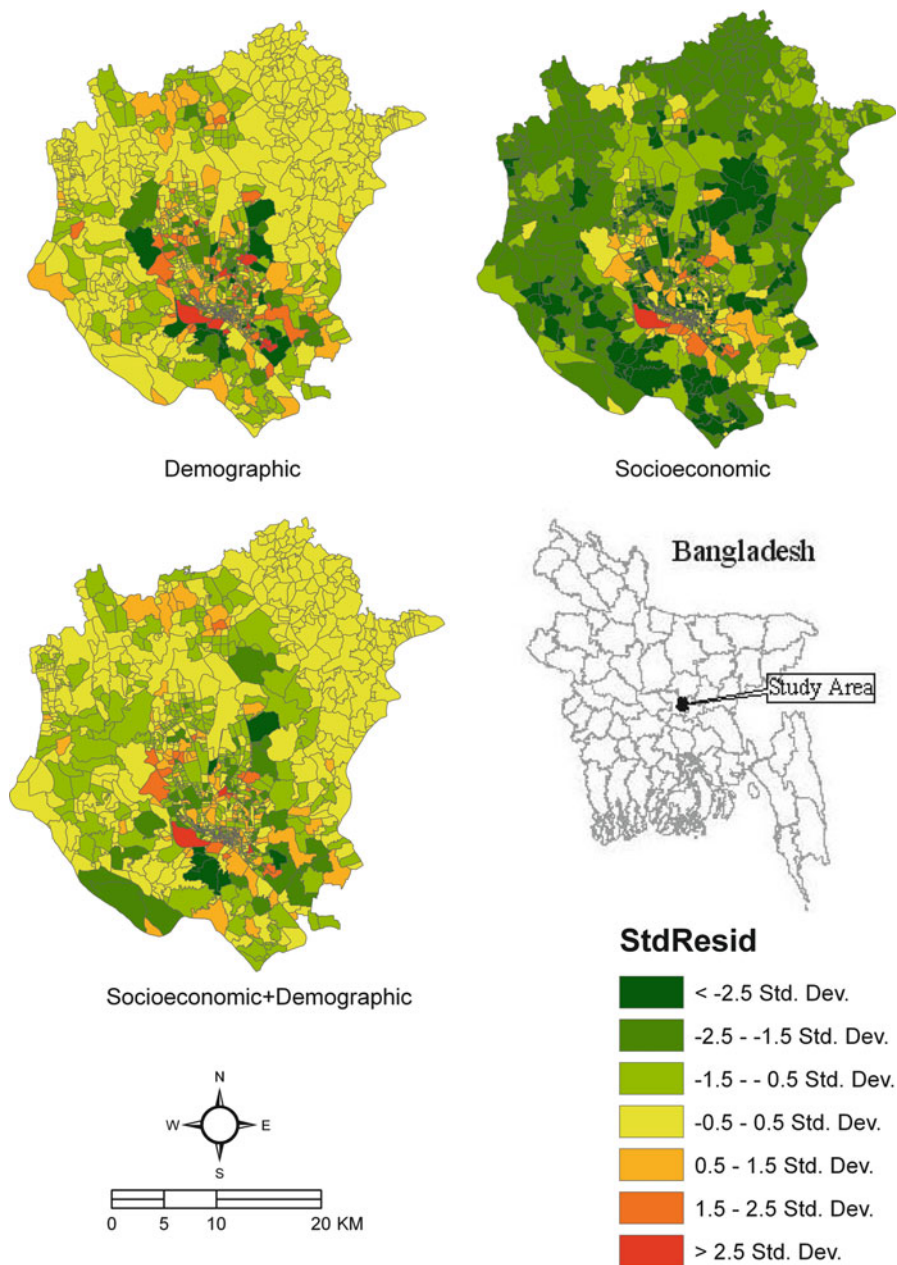 Demographic
Socioeconomic
Socioeconomic+Demographic
Bangladesh
Study Area
N
W E
S
0 5 10 20 KM
StdResid
< -2.5 Std. Dev.
-2.5 - -1.5 Std. Dev.
-1.5 - - 0.5 Std. Dev.
-0.5 - 0.5 Std. Dev.
0.5 - 1.5 Std. Dev.
1.5 - 2.5 Std. Dev.
> 2.5 Std. Dev.